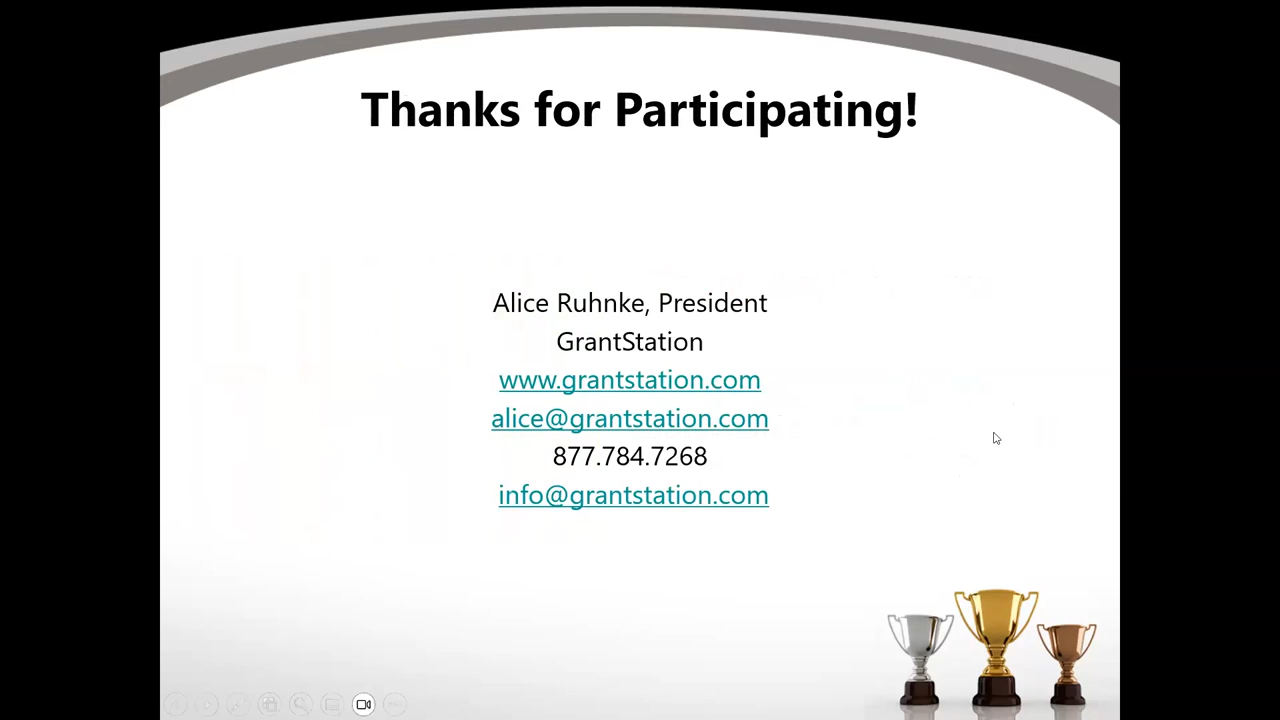 Thanks for Participating!
Alice Ruhnke, President
GrantStation
www.grantstation.com
alice@grantstation.com
877.784.7268
info@grantstation.com